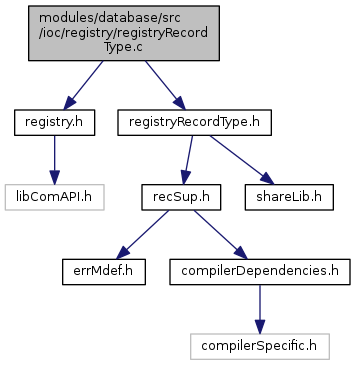 modules/database/src
/ioc/registry/registryRecord
Type.c
registry.h
registryRecordType.h
libComAPI.h
recSup.h
shareLib.h
errMdef.h
compilerDependencies.h
compilerSpecific.h